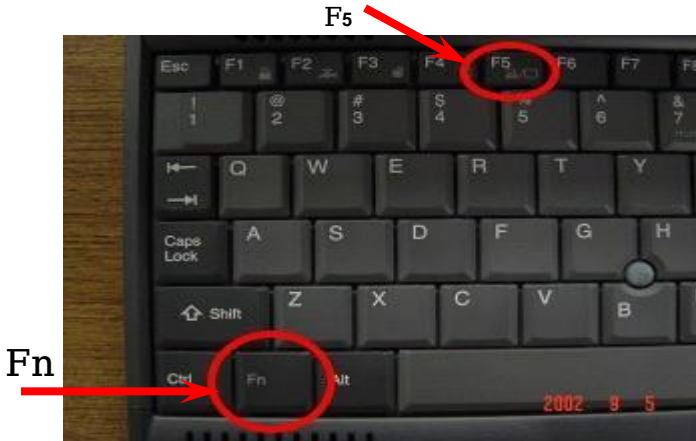 F5
Esc F1 F2 F3 F4 F5 F6 F7 F8
! @ # $ % ^ &
1 2 3 4 5 6 7
Q W E R T Y
Caps Lock A S D F G H
Shift Z X C V B
Fn
Ctrl Fn Alt
2002 9 5